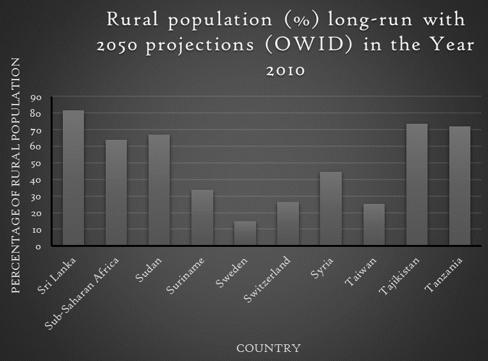 Rural population (%) long-run with
2050 projections (OWID) in the Year
2010
PERCENTAGE OF RURAL POPULATION
90
80
70
60
50
40
30
20
10
0
Sri Lanka
Sub-Saharan Africa
Sudan
Suriname
Sweden
Switzerland
Syria
Taiwan
Tajikistan
Tanzania
COUNTRY